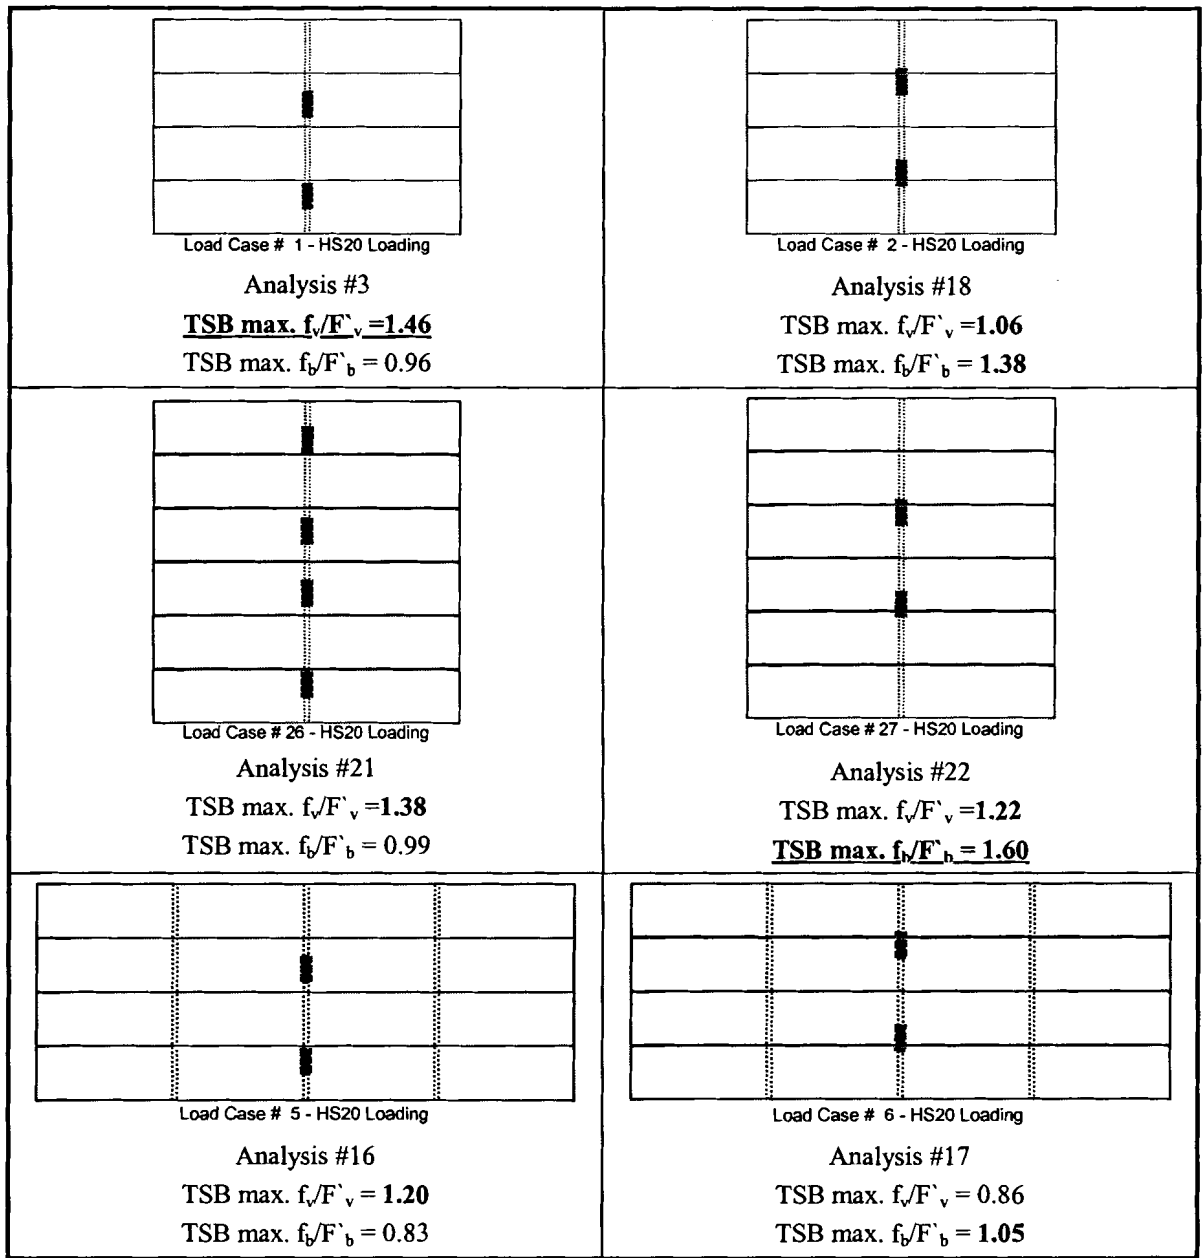 Load Case # 1 - HS20 Loading
Analysis #3
TSB max. fv/F`v =1.46
TSB max. fb/F`b = 0.96
Load Case # 2 - HS20 Loading
Analysis #18
TSB max. fv/F`v =1.06
TSB max. fb/F`b = 1.38
Load Case # 26 - HS20 Loading
Analysis #21
TSB max. fv/F`v =1.38
TSB max. fb/F`b = 0.99
Load Case # 27 - HS20 Loading
Analysis #22
TSB max. fv/F`v =1.22
TSB max. fb/F`b = 1.60
Load Case # 5 - HS20 Loading
Analysis #16
TSB max. fv/F`v = 1.20
TSB max. fb/F`b = 0.83
Load Case # 6 - HS20 Loading
Analysis #17
TSB max. fv/F`v = 0.86
TSB max. fb/F`b = 1.05